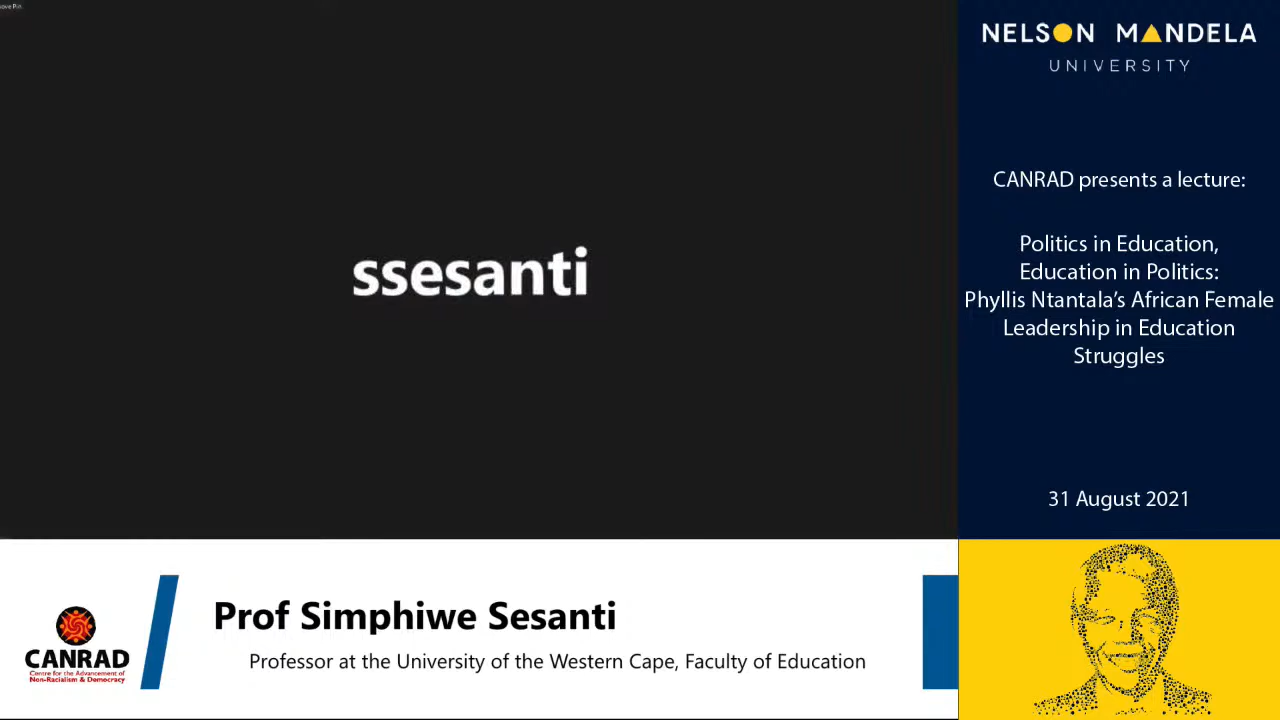 ssesanti
NELSON MANDELA
UNIVERSITY
CANRAD presents a lecture:
Politics in Education,
Education in Politics:
Phyllis Ntantala’s African Female
Leadership in Education
Struggles
31 August 2021
Prof Simphiwe Sesanti
Professor at the University of the Western Cape, Faculty of Education
CANRAD
Centre for the Advancement of
Non-Racialism & Democracy